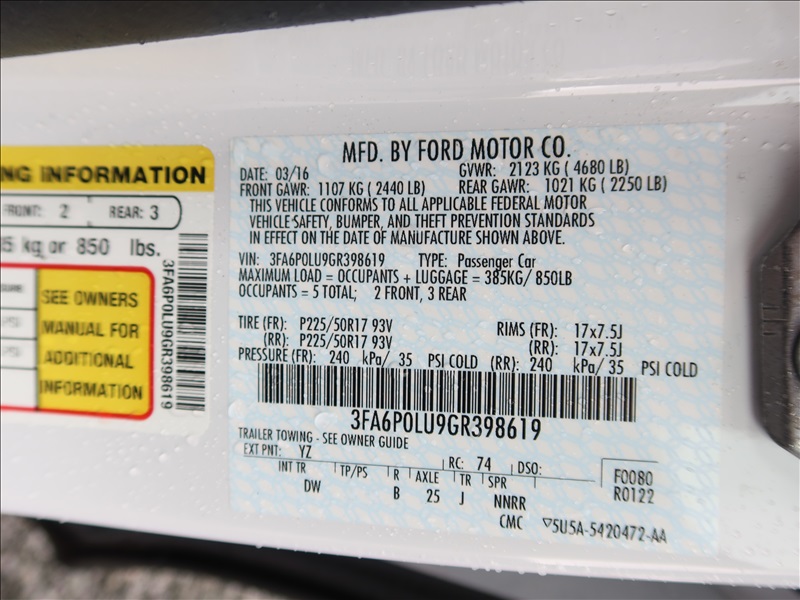 NG INFORMATION
FRONT: 2 REAR: 3
kg or 850 lbs.
SEE OWNERS
MANUAL FOR
ADDITIONAL
INFORMATION
3FA6P0LU9GR398619
MFD. BY FORD MOTOR CO.
DATE: 03/16 GVWR: 2123 KG ( 4680 LB)
FRONT GAWR: 1107 KG ( 2440 LB) REAR GAWR: 1021 KG ( 2250 LB)
THIS VEHICLE CONFORMS TO ALL APPLICABLE FEDERAL MOTOR
VEHICLE SAFETY, BUMPER, AND THEFT PREVENTION STANDARDS
IN EFFECT ON THE DATE OF MANUFACTURE SHOWN ABOVE.
VIN: 3FA6P0LU9GR398619 TYPE: Passenger Car
MAXIMUM LOAD = OCCUPANTS + LUGGAGE = 385KG/ 850LB
OCCUPANTS = 5 TOTAL; 2 FRONT, 3 REAR
TIRE (FR): P225/50R17 93V RIMS (FR): 17x7.5J
(RR): P225/50R17 93V (RR): 17x7.5J
PRESSURE (FR): 240 kPa/ 35 PSI COLD (RR): 240 kPa/ 35 PSI COLD
3FA6P0LU9GR398619
TRAILER TOWING - SEE OWNER GUIDE
EXT PNT: YZ RC: 74 DSO: F0080
INT TR TP/PS R AXLE TR SPR R0122
DW B 25 J NNRR
CMC ▽5U5A-5420472-AA